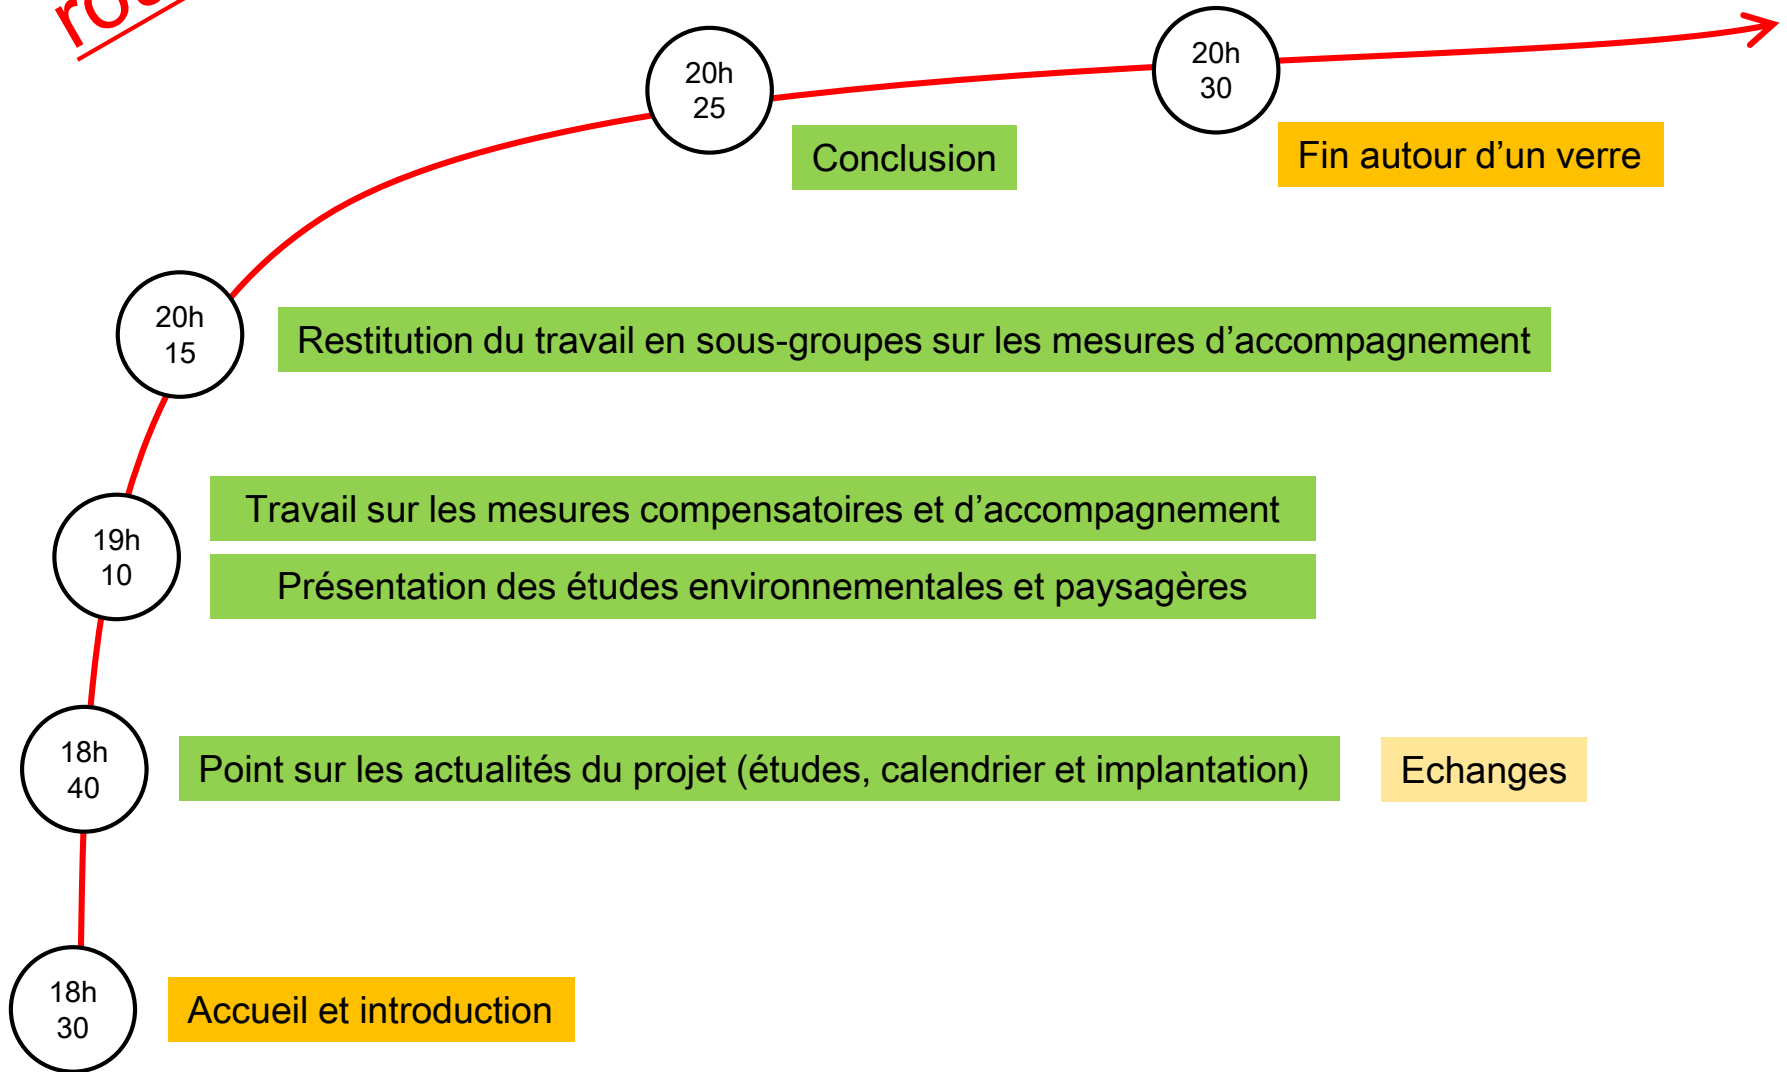 20h
30
Fin autour d’un verre
20h
25
Conclusion
20h
15
Restitution du travail en sous-groupes sur les mesures d’accompagnement
19h
10
Travail sur les mesures compensatoires et d’accompagnement
Présentation des études environnementales et paysagères
18h
40
Point sur les actualités du projet (études, calendrier et implantation)
Echanges
18h
30
Accueil et introduction